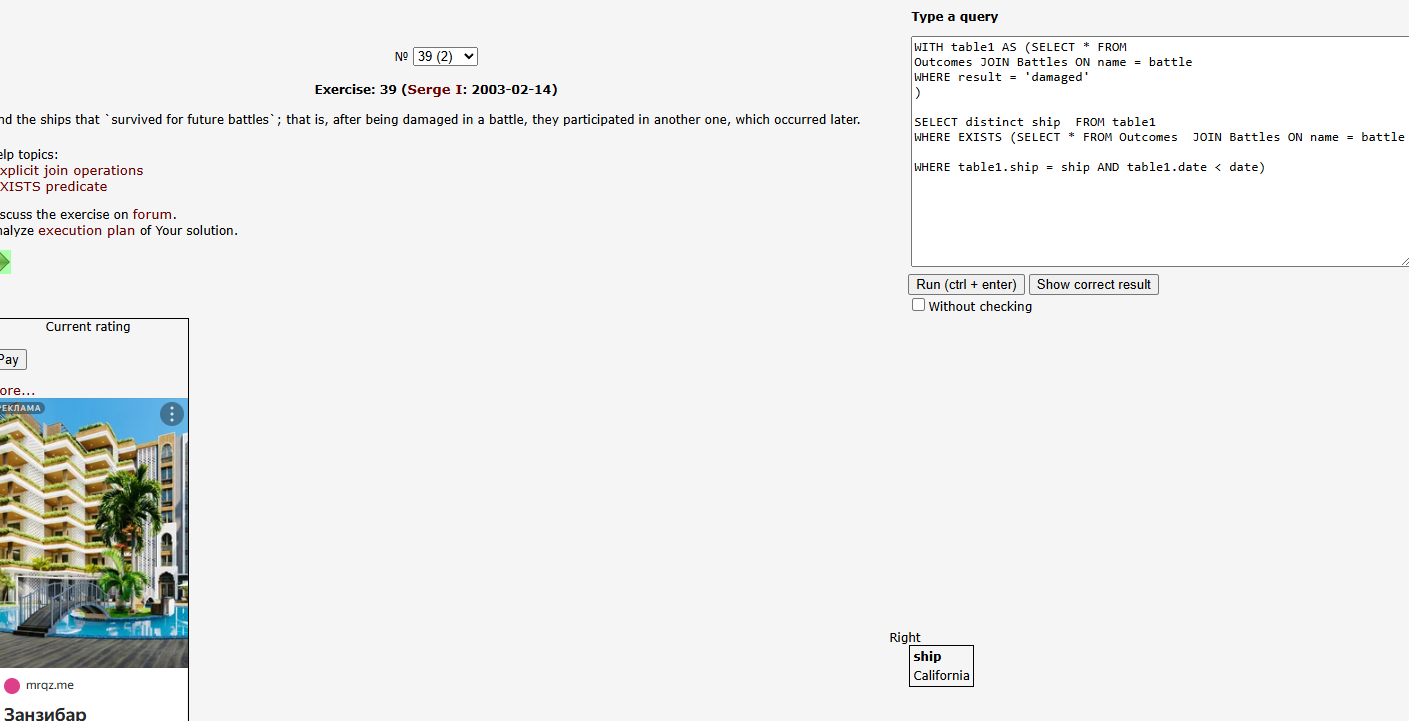 № 39 (2)
Exercise: 39 (Serge I: 2003-02-14)
nd the ships that `survived for future battles`; that is, after being damaged in a battle, they participated in another one, which occurred later.
elp topics:
xplicit join operations
XISTS predicate
scuss the exercise on forum.
nalyze execution plan of Your solution.
Current rating
Pay
ore...
РЕКЛАМА
mrqz.me
Занзибар
Type a query
WITH table1 AS (SELECT * FROM
Outcomes JOIN Battles ON name = battle
WHERE result = 'damaged'
)
SELECT distinct ship  FROM table1
WHERE EXISTS (SELECT * FROM Outcomes  JOIN Battles ON name = battle
WHERE table1.ship = ship AND table1.date < date)
Run (ctrl + enter) Show correct result
Without checking
Right
ship
California